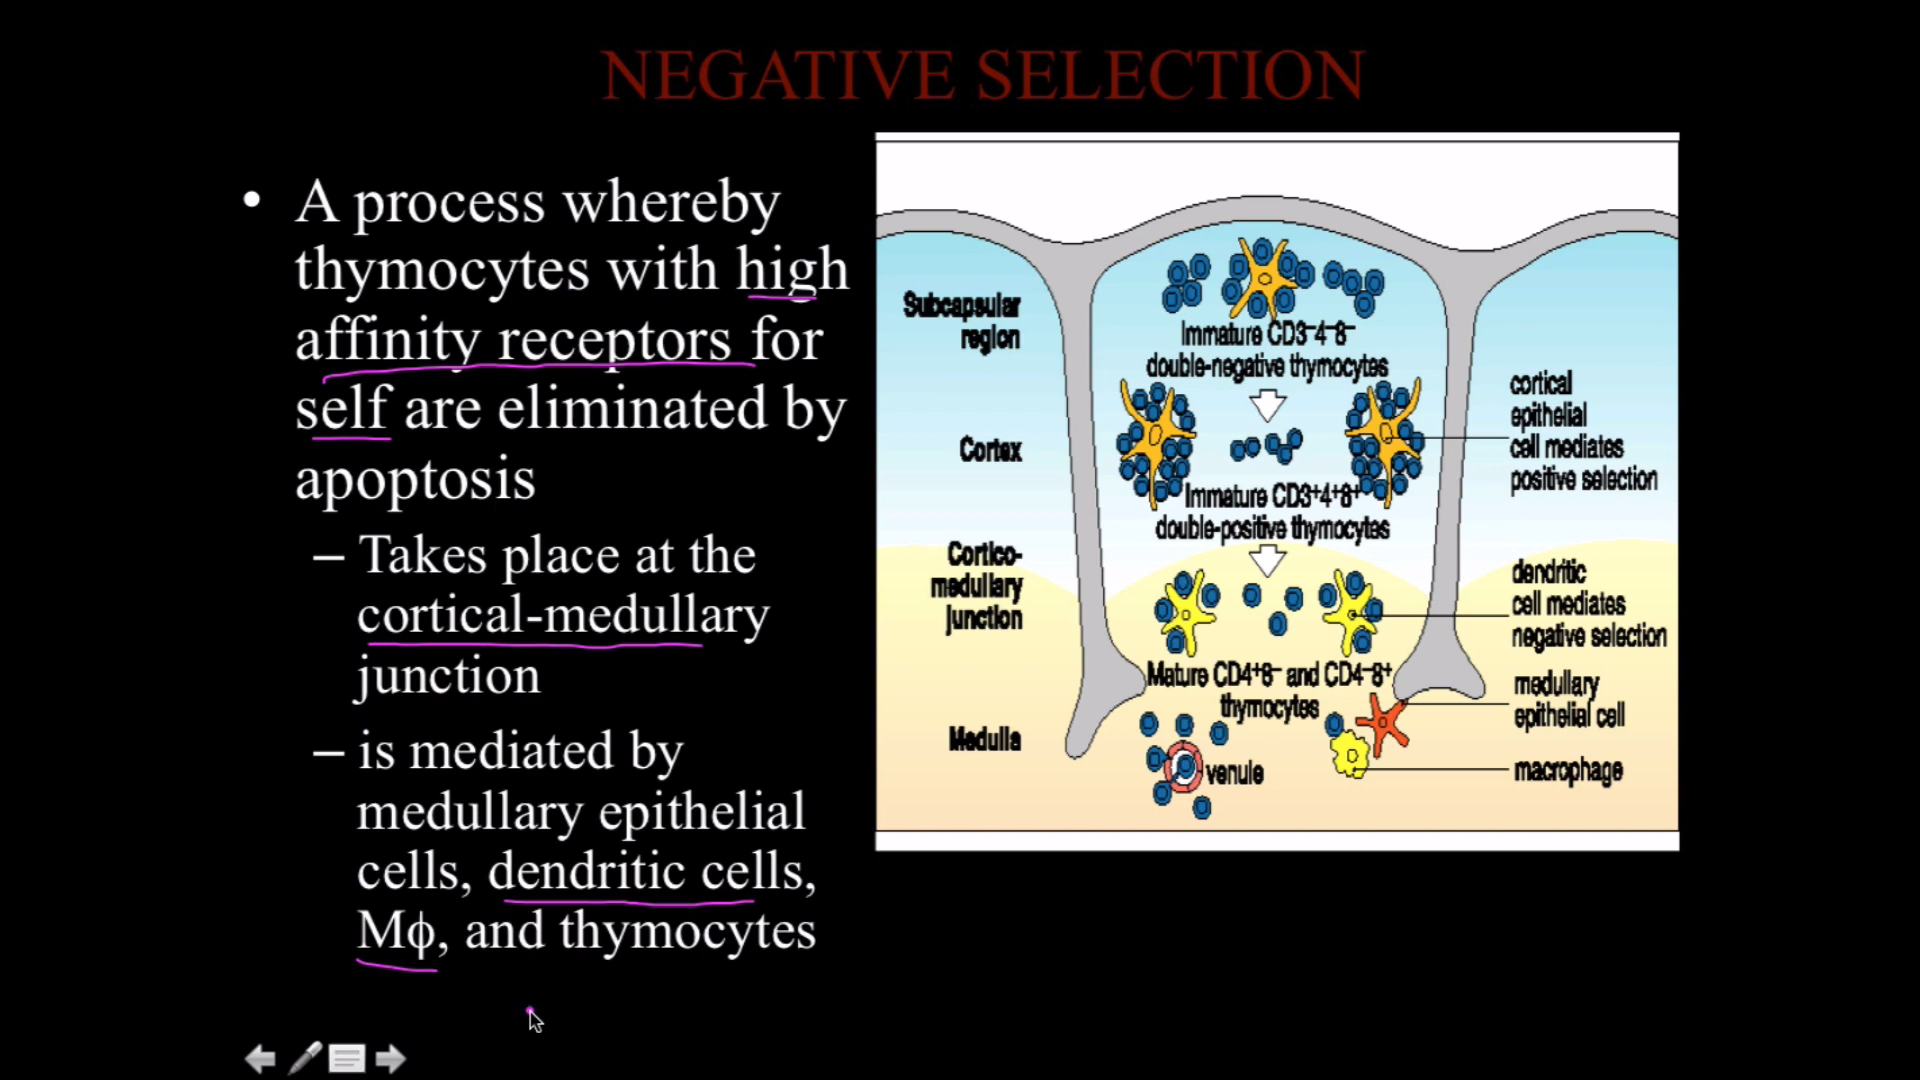 NEGATIVE SELECTION
• A process whereby
thymocytes with high
affinity receptors for
self are eliminated by
apoptosis
– Takes place at the
cortical-medullary
junction
– is mediated by
medullary epithelial
cells, dendritic cells,
Mϕ, and thymocytes
Subcapsular
region
Immature CD3⁻4⁻8⁻
double-negative thymocytes
Cortex
cortical
epithelial
cell mediates
positive selection
Immature CD3⁺4⁺8⁺
double-positive thymocytes
Cortico-
medullary
junction
dendritic
cell mediates
negative selection
Mature CD4⁺8⁻ and CD4⁻8⁺
thymocytes
medullary
epithelial cell
Medulla
venule
macrophage